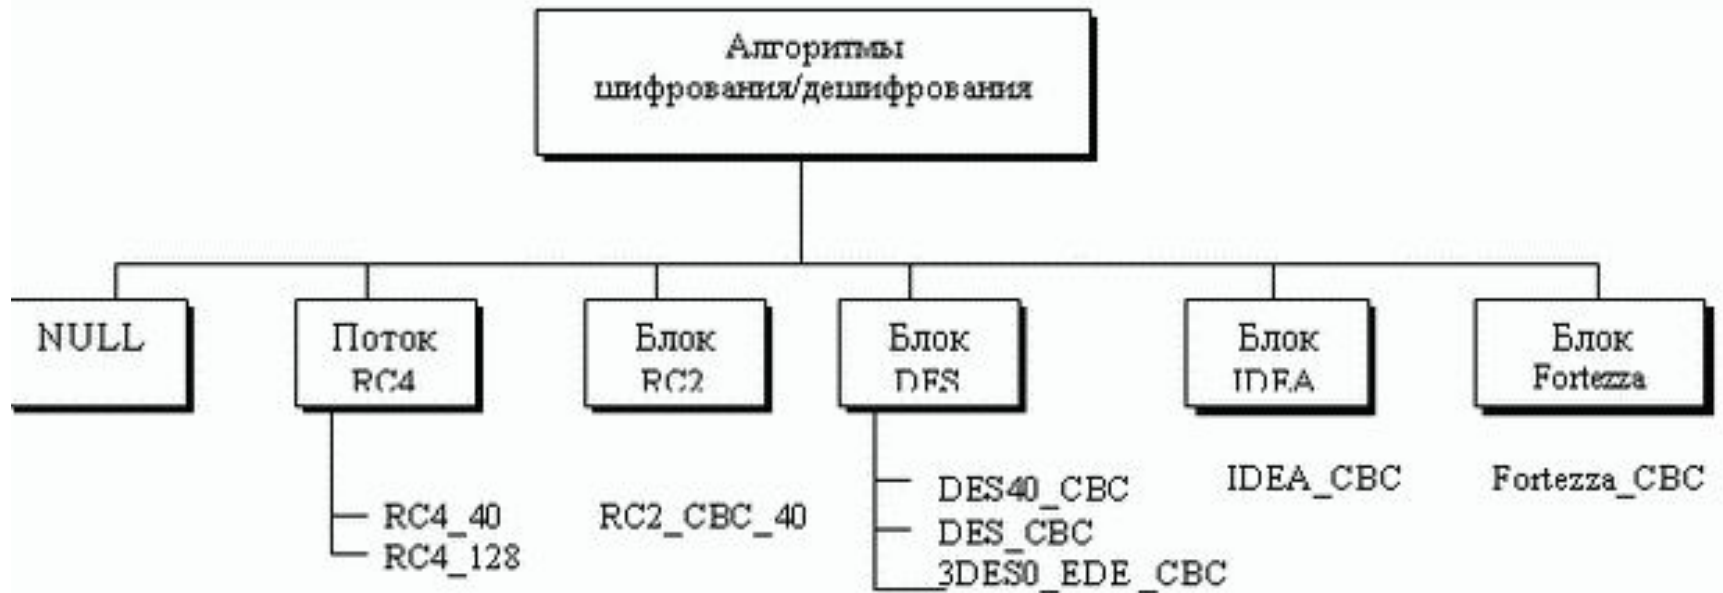 Алгоритмы
шифрования/дешифрования
NULL
Поток
RC4
Блок
RC2
Блок
DES
Блок
IDEA
Блок
Fortezza
RC4_40
RC4_128
RC2_CBC_40
DES40_CBC
DES_CBC
3DES0_EDE_CBC
IDEA_CBC
Fortezza_CBC